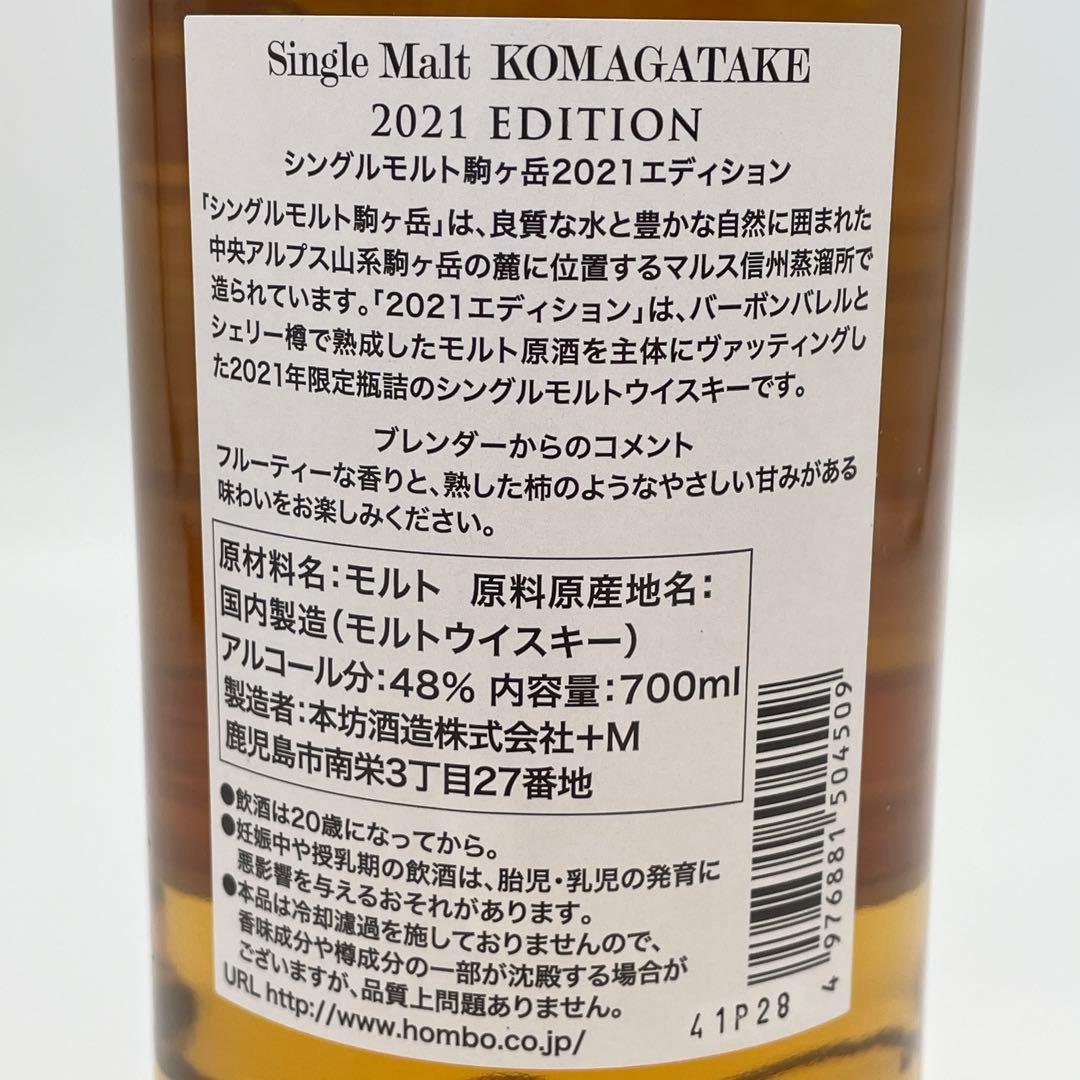 Single Malt KOMAGATAKE
2021 EDITION
シングルモルト駒ヶ岳2021エディション
「シングルモルト駒ヶ岳」は、良質な水と豊かな自然に囲まれた
中央アルプス山系駒ヶ岳の麓に位置するマルス信州蒸溜所で
造られています。「2021エディション」は、バーボンバレルと
シェリー樽で熟成したモルト原酒を主体にヴァッティングし
た2021年限定瓶詰のシングルモルトウイスキーです。
ブレンダーからのコメント
フルーティーな香りと、熟した柿のようなやさしい甘みがある
味わいをお楽しみください。
原材料名：モルト 原料原産地名：
国内製造（モルトウイスキー）
アルコール分：48% 内容量：700ml
製造者：本坊酒造株式会社+M
鹿児島市南栄3丁目27番地
●飲酒は20歳になってから。
●妊娠中や授乳期の飲酒は、胎児・乳児の発育に
悪影響を与えるおそれがあります。
●本品は冷却濾過を施しておりませんので、
香味成分や樽成分の一部が沈殿する場合が
ございますが、品質上問題ありません。
URL http://www.hombo.co.jp/
4 976881 504509
41P28